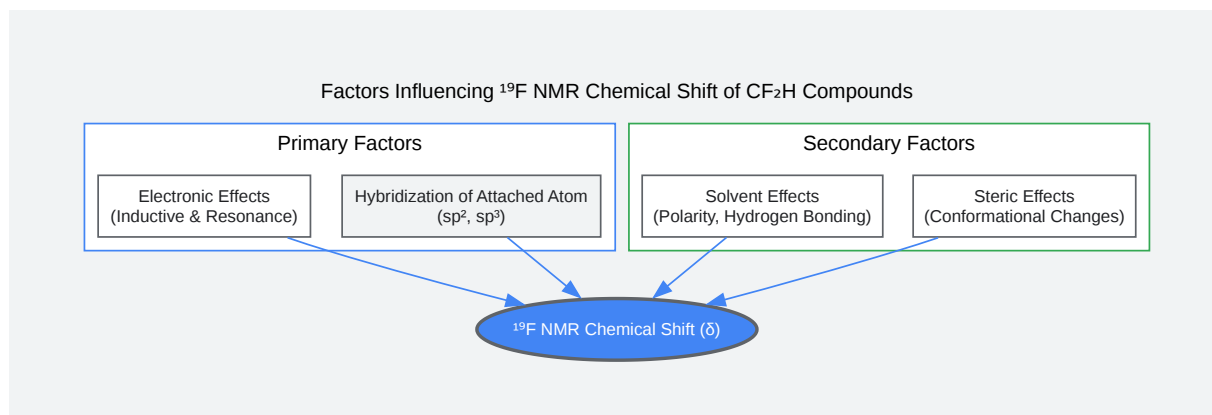 Factors Influencing ¹⁹F NMR Chemical Shift of CF₂H Compounds
Primary Factors
Electronic Effects
(Inductive & Resonance)
Hybridization of Attached Atom
(sp², sp³)
Secondary Factors
Solvent Effects
(Polarity, Hydrogen Bonding)
Steric Effects
(Conformational Changes)
¹⁹F NMR Chemical Shift (δ)